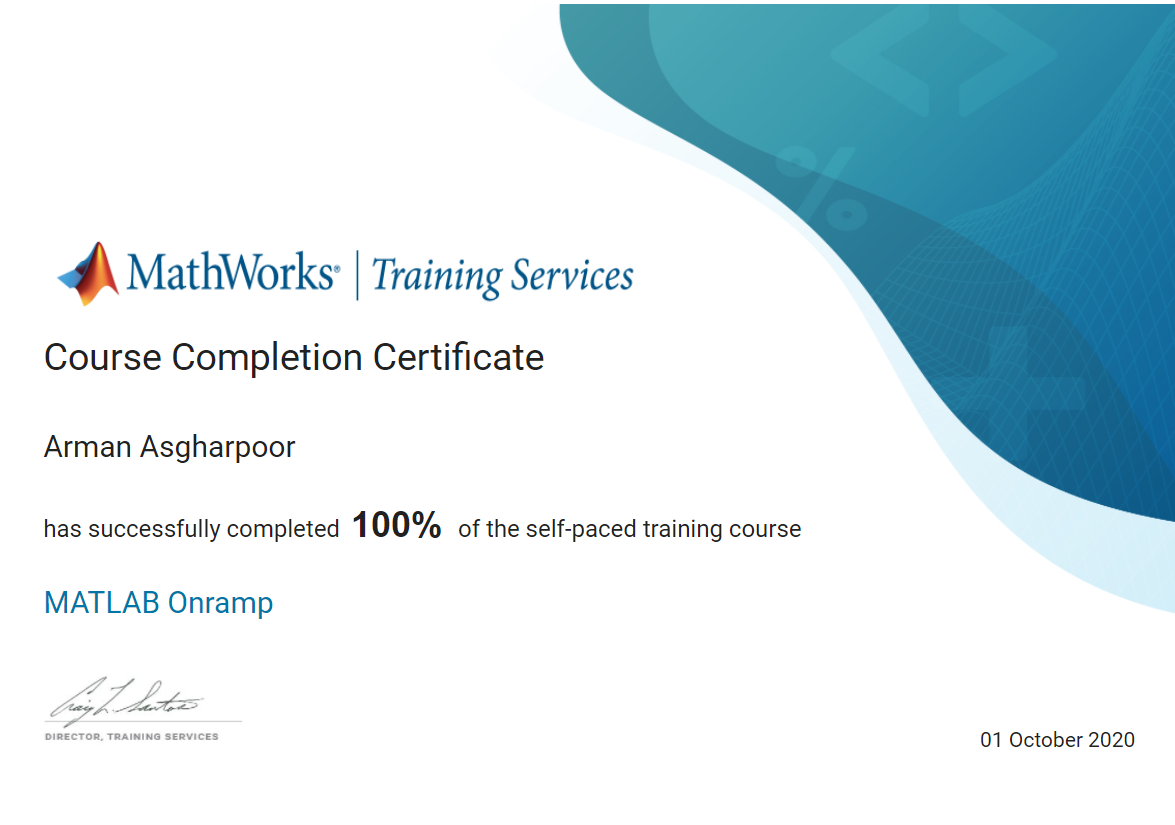 MathWorks® | Training Services
Course Completion Certificate
Arman Asgharpoor
has successfully completed 100% of the self-paced training course
MATLAB Onramp
Craig L. Santos
DIRECTOR, TRAINING SERVICES
01 October 2020